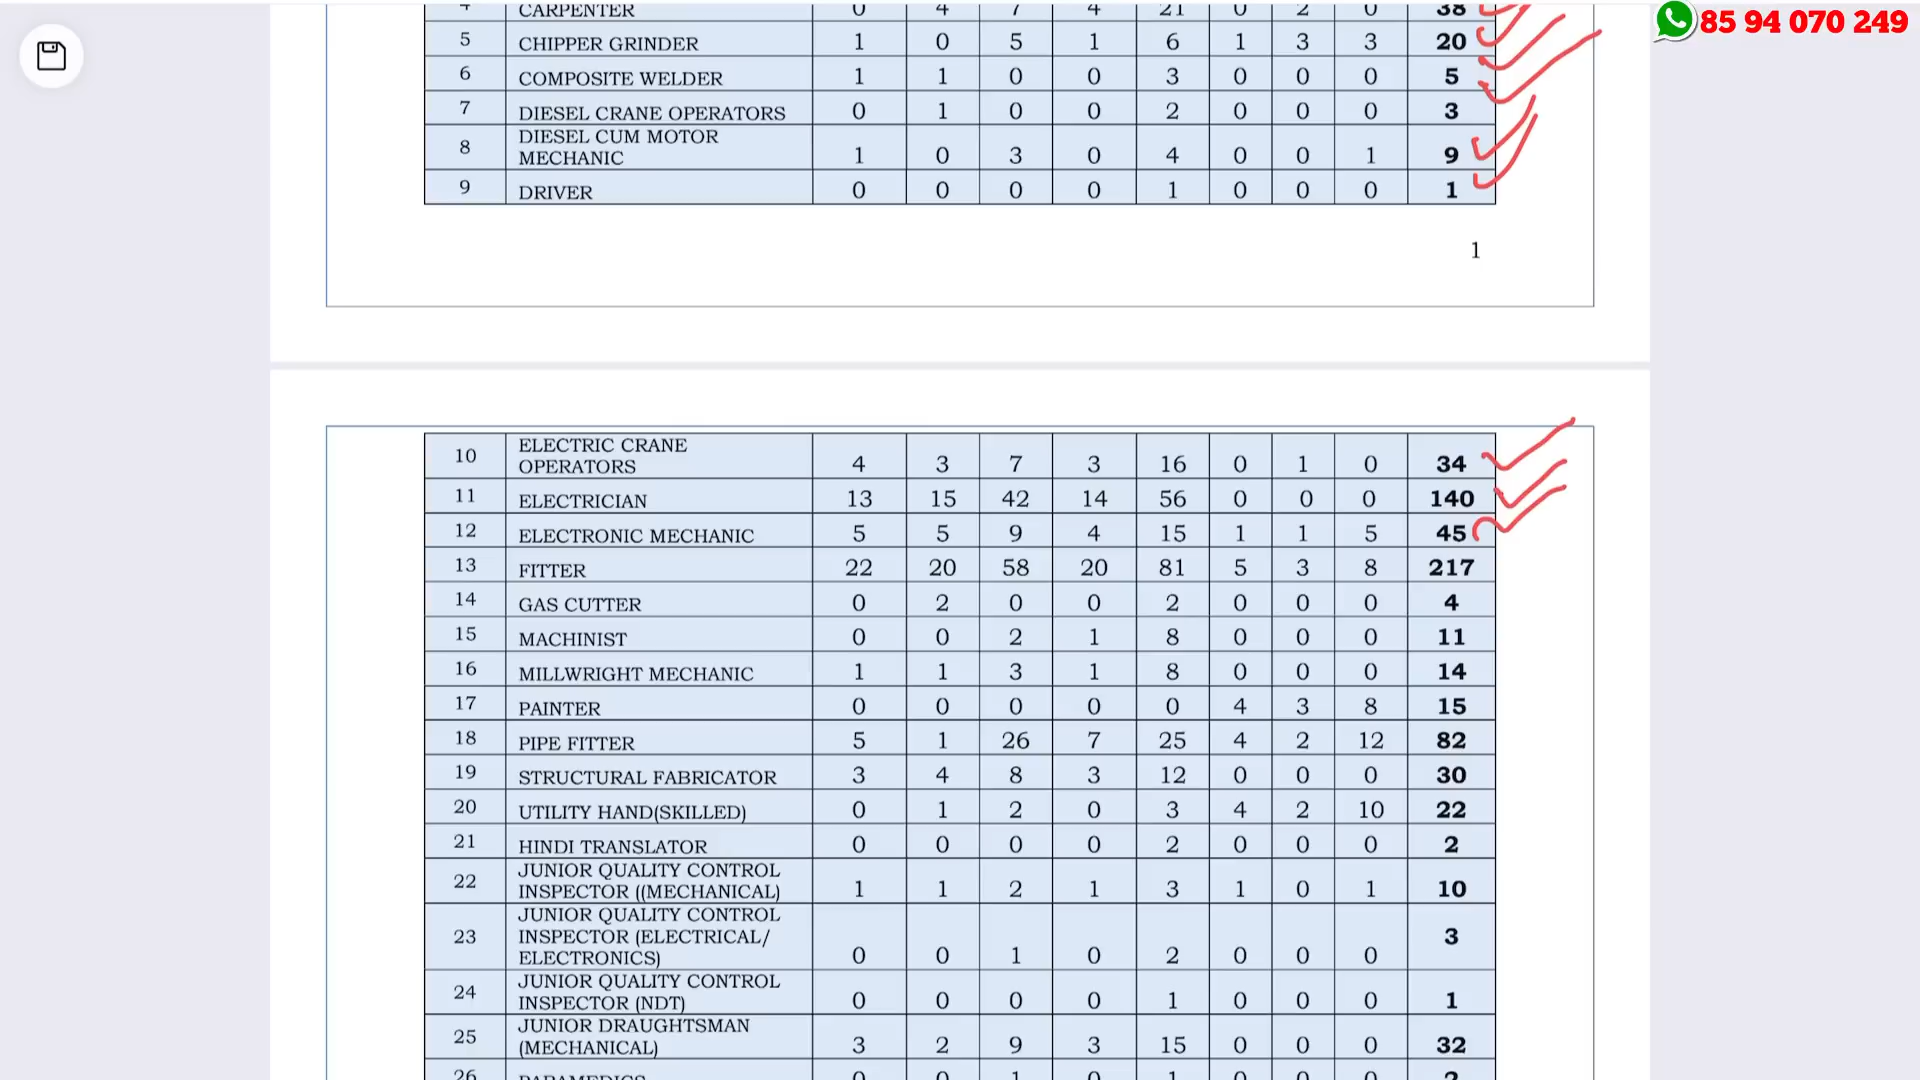 85 94 070 249
4 CARPENTER 0 4 7 4 21 0 2 0 38
5 CHIPPER GRINDER 1 0 5 1 6 1 3 3 20
6 COMPOSITE WELDER 1 1 0 0 3 0 0 0 5
7 DIESEL CRANE OPERATORS 0 1 0 0 2 0 0 0 3
8 DIESEL CUM MOTOR
MECHANIC 1 0 3 0 4 0 0 1 9
9 DRIVER 0 0 0 0 1 0 0 0 1
1
10 ELECTRIC CRANE
OPERATORS 4 3 7 3 16 0 1 0 34
11 ELECTRICIAN 13 15 42 14 56 0 0 0 140
12 ELECTRONIC MECHANIC 5 5 9 4 15 1 1 5 45
13 FITTER 22 20 58 20 81 5 3 8 217
14 GAS CUTTER 0 2 0 0 2 0 0 0 4
15 MACHINIST 0 0 2 1 8 0 0 0 11
16 MILLWRIGHT MECHANIC 1 1 3 1 8 0 0 0 14
17 PAINTER 0 0 0 0 0 4 3 8 15
18 PIPE FITTER 5 1 26 7 25 4 2 12 82
19 STRUCTURAL FABRICATOR 3 4 8 3 12 0 0 0 30
20 UTILITY HAND(SKILLED) 0 1 2 0 3 4 2 10 22
21 HINDI TRANSLATOR 0 0 0 0 2 0 0 0 2
22 JUNIOR QUALITY CONTROL
INSPECTOR ((MECHANICAL) 1 1 2 1 3 1 0 1 10
23 JUNIOR QUALITY CONTROL
INSPECTOR (ELECTRICAL/
ELECTRONICS) 0 0 1 0 2 0 0 0 3
24 JUNIOR QUALITY CONTROL
INSPECTOR (NDT) 0 0 0 0 1 0 0 0 1
25 JUNIOR DRAUGHTSMAN
(MECHANICAL) 3 2 9 3 15 0 0 0 32
26 PARAMEDICS 0 0 1 0 1 0 0 0 2